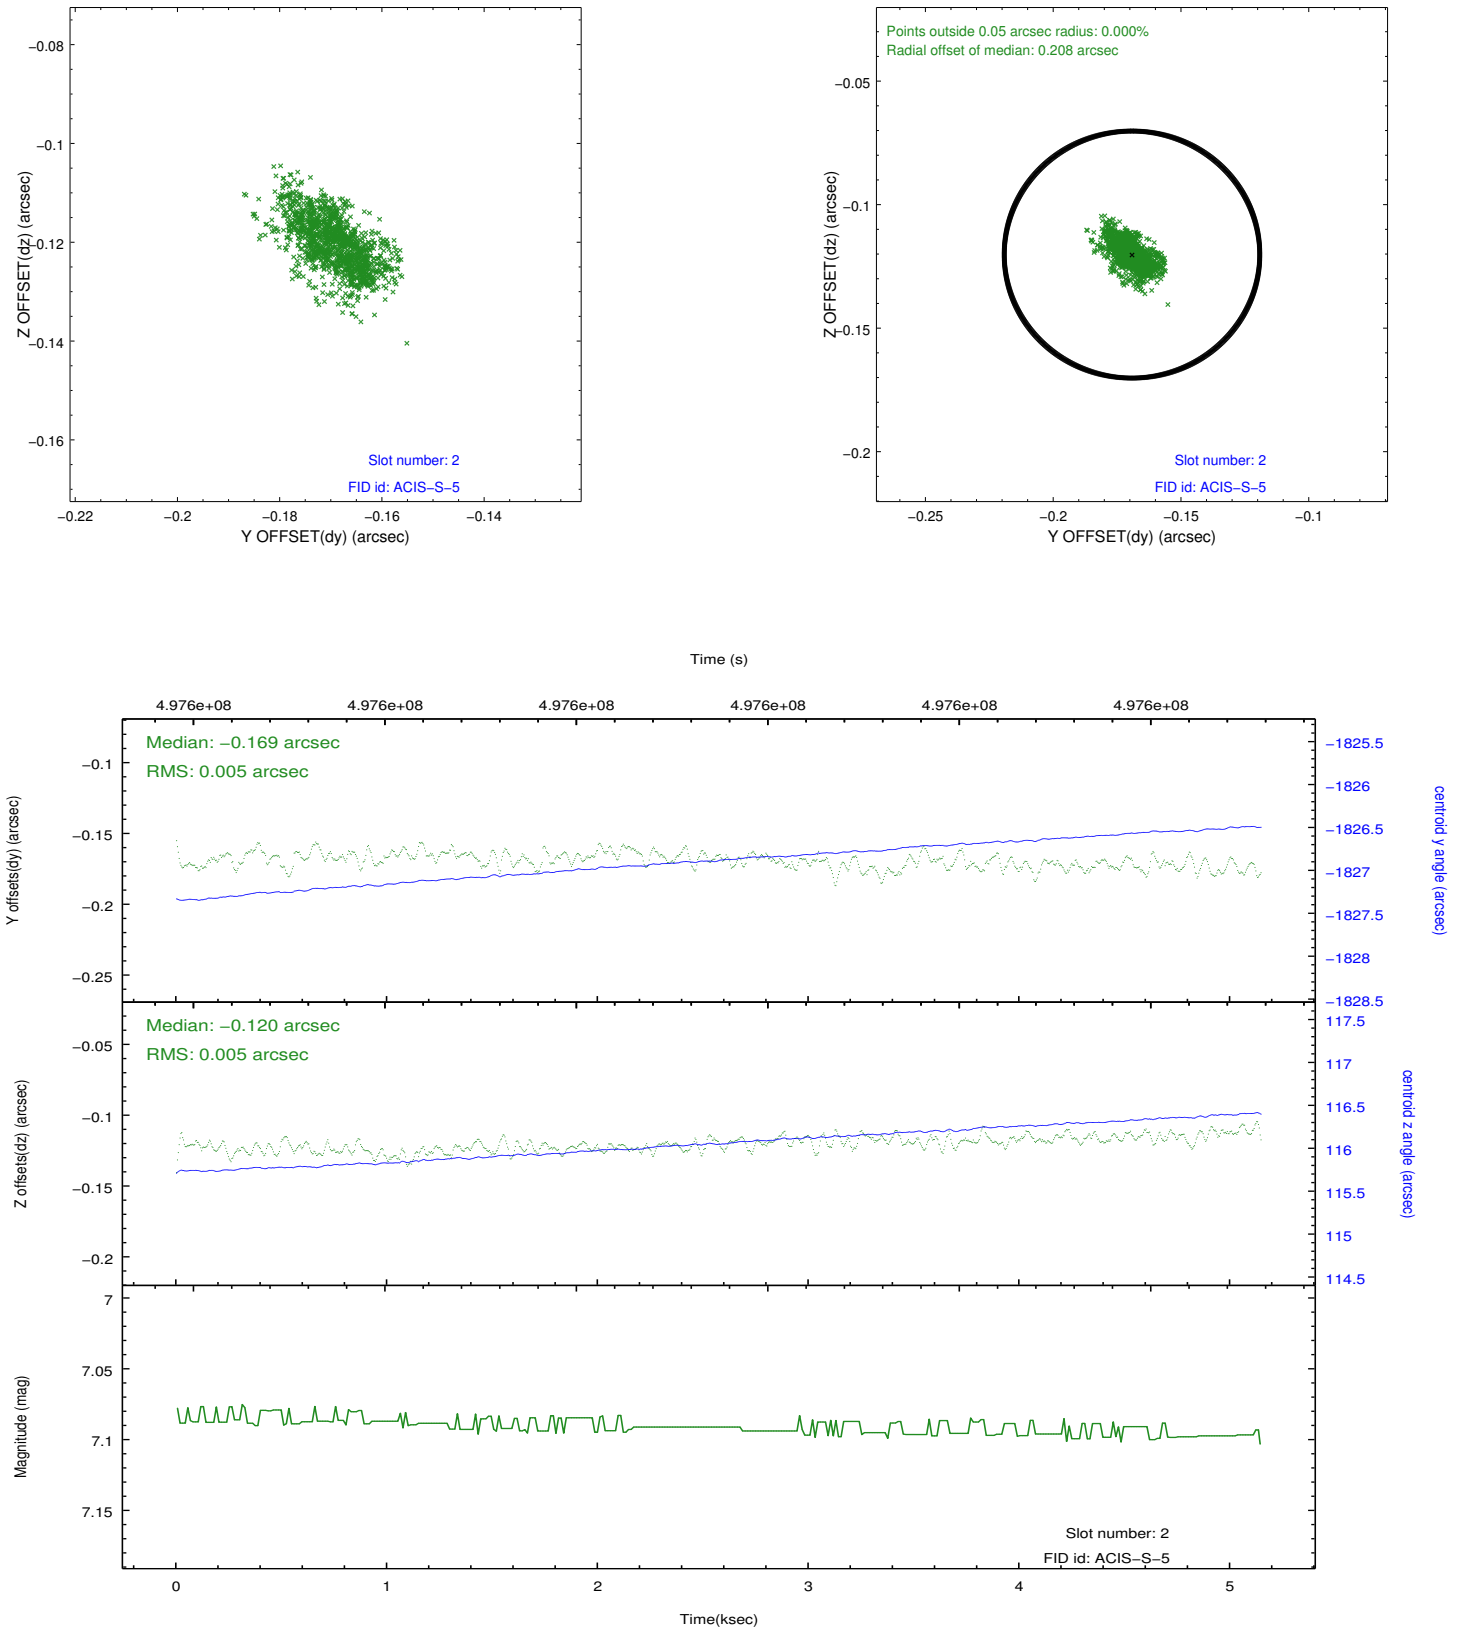 −0.08
−0.1
−0.12
−0.14
−0.16
Z OFFSET(dz) (arcsec)
Slot number: 2
FID id: ACIS−S−5
−0.22
−0.2
−0.18
−0.16
−0.14
Y OFFSET(dy) (arcsec)
Points outside 0.05 arcsec radius: 0.000%
Radial offset of median: 0.208 arcsec
−0.05
−0.1
−0.15
−0.2
Z OFFSET(dz) (arcsec)
Slot number: 2
FID id: ACIS−S−5
−0.25
−0.2
−0.15
−0.1
Y OFFSET(dy) (arcsec)
Time (s)
4.976e+08
4.976e+08
4.976e+08
4.976e+08
4.976e+08
4.976e+08
Median: −0.169 arcsec
RMS: 0.005 arcsec
−0.1
−0.15
−0.2
−0.25
Y offsets(dy) (arcsec)
−1825.5
−1826
−1826.5
−1827
−1827.5
−1828
−1828.5
centroid y angle (arcsec)
Median: −0.120 arcsec
RMS: 0.005 arcsec
−0.05
−0.1
−0.15
−0.2
Z offsets(dz) (arcsec)
117.5
117
116.5
116
115.5
115
114.5
centroid z angle (arcsec)
7
7.05
7.1
7.15
Magnitude (mag)
Slot number: 2
FID id: ACIS−S−5
0
1
2
3
4
5
Time(ksec)